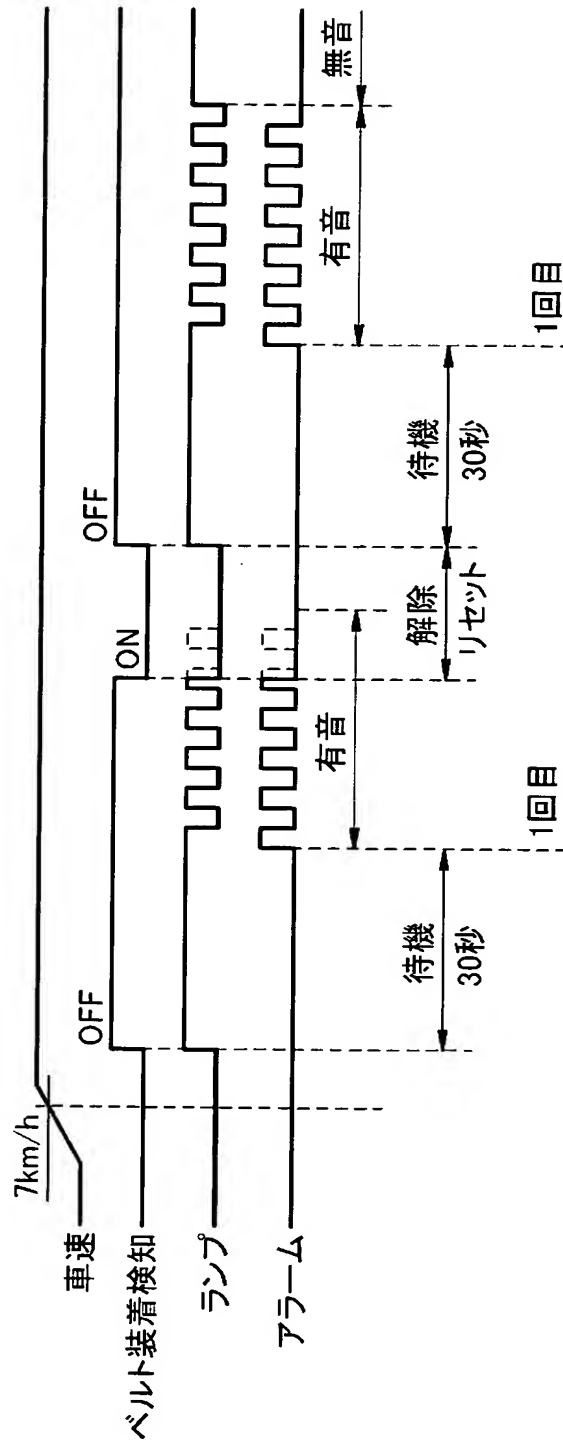 7km/h
車速
ベルト装着検知
OFF
ON
OFF
ランプ
アラーム
有音
有音
無音
待機
30秒
解除
リセット
待機
30秒
1回目
1回目